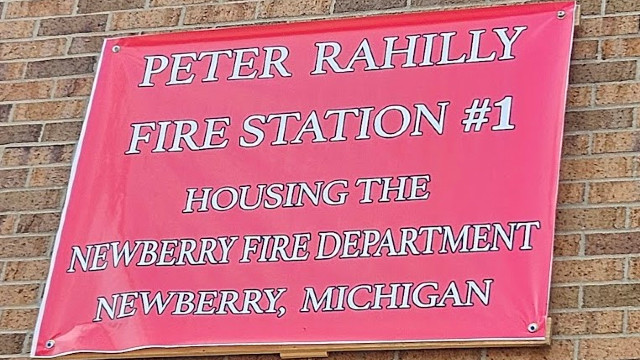 PETER RAHILLY
FIRE STATION #1
HOUSING THE
NEWBERRY FIRE DEPARTMENT
NEWBERRY, MICHIGAN